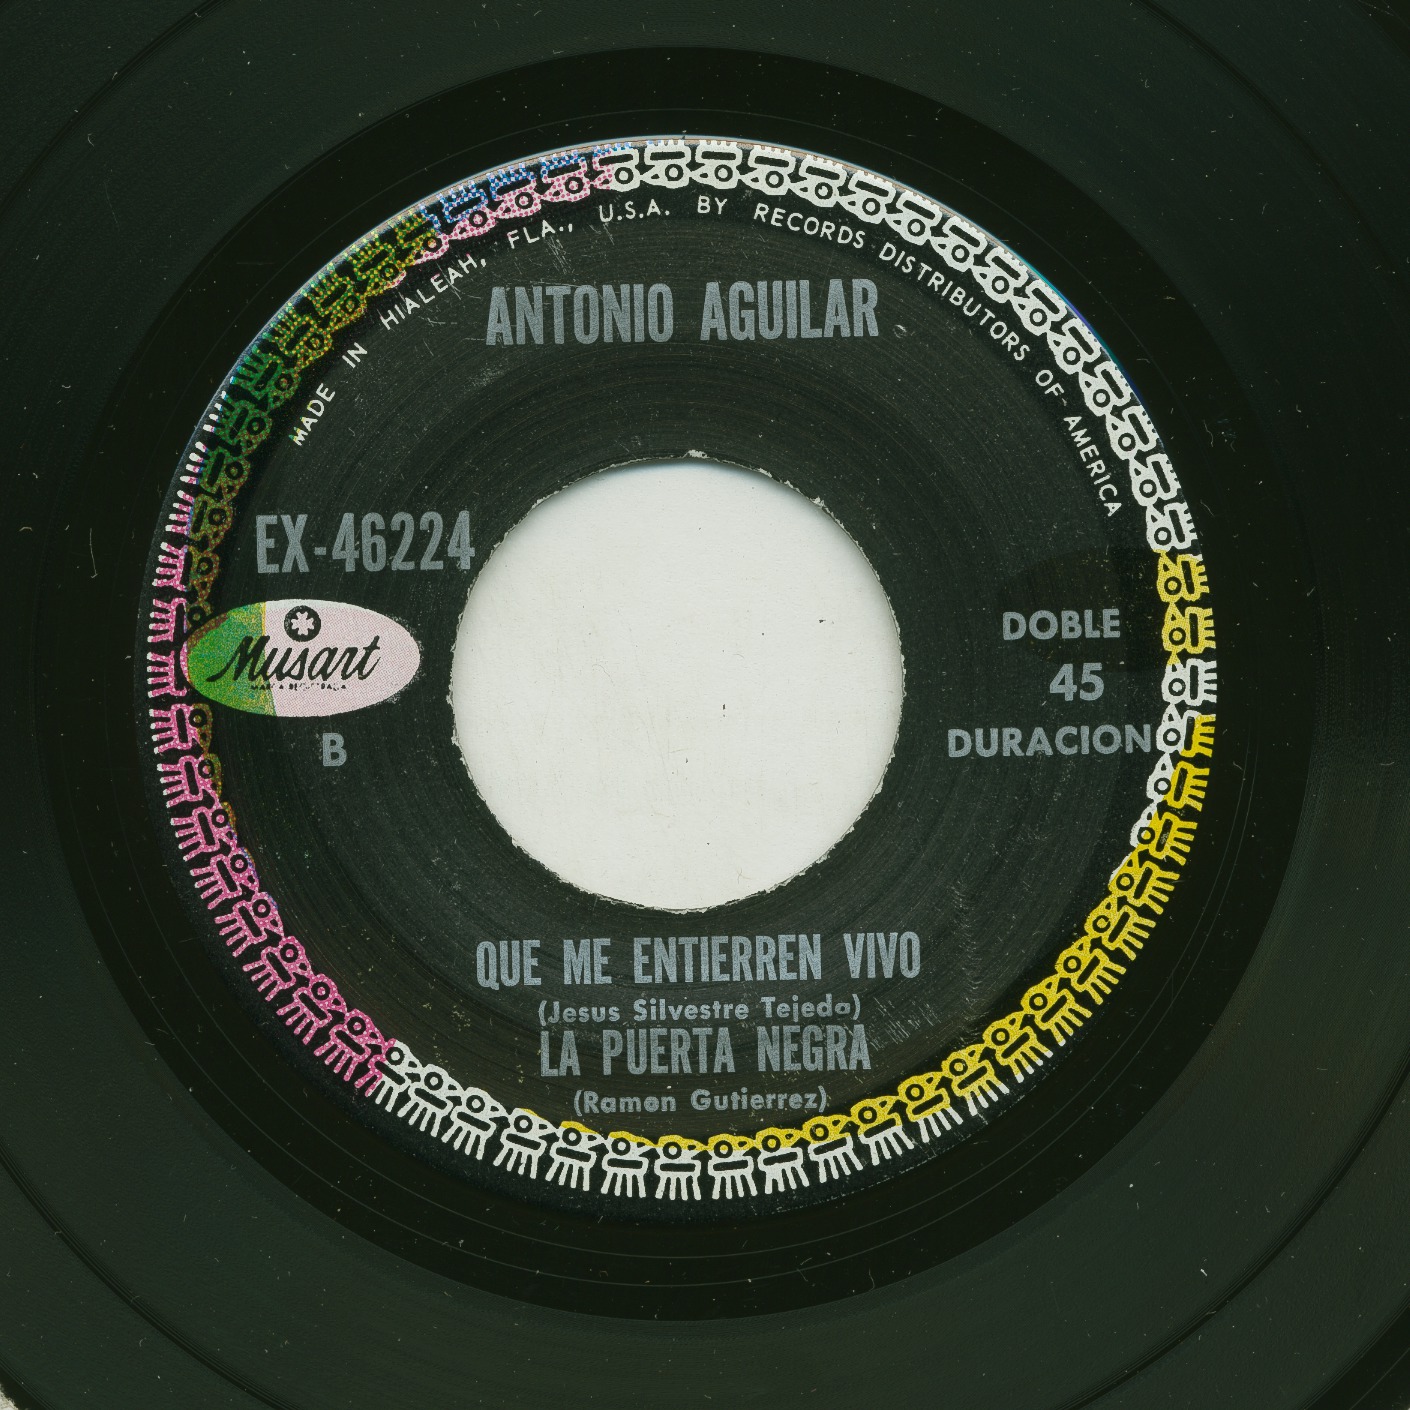 MADE IN HIALEAH, FLA., U.S.A. BY RECORDS DISTRIBUTORS OF AMERICA
ANTONIO AGUILAR
EX-46224
Musart
B
DOBLE
45
DURACION
QUE ME ENTIERREN VIVO
(Jesus Silvestre Tejeda)
LA PUERTA NEGRA
(Ramon Gutierrez)